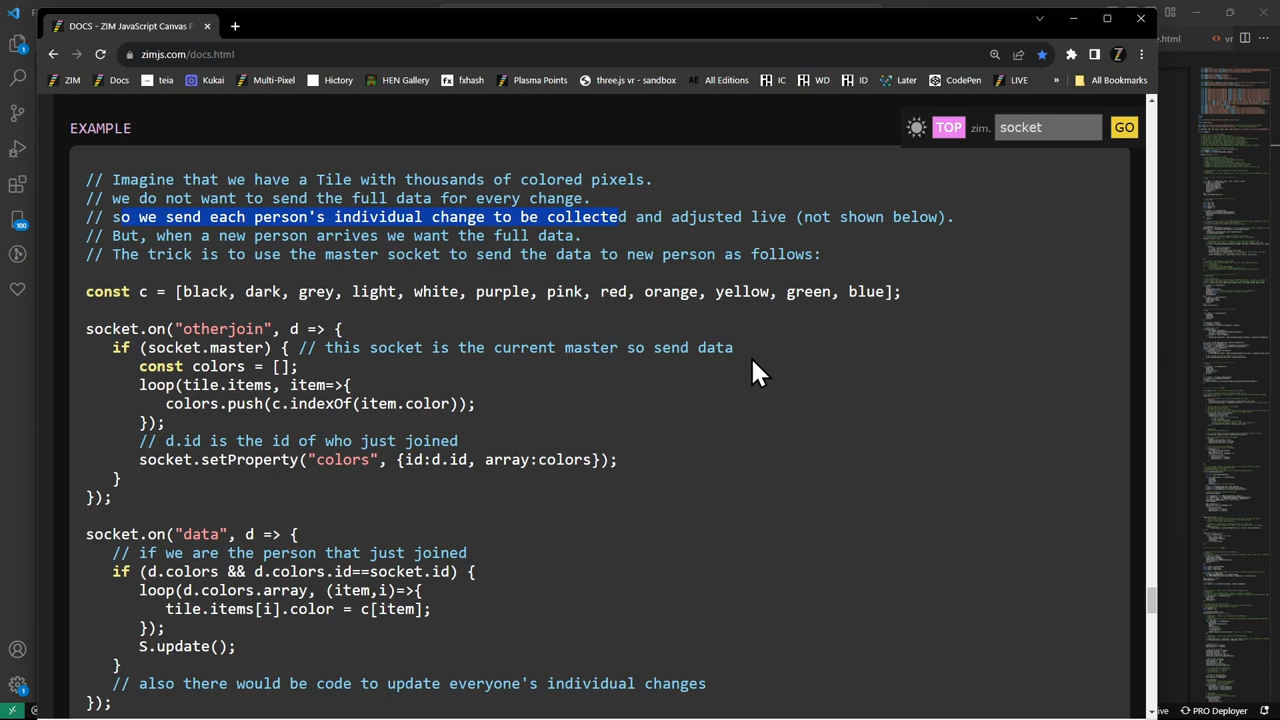 DOCS - ZIM JavaScript Canvas F
zimjs.com/docs.html
ZIM
Docs
teia
Kukai
Multi-Pixel
Hictory
HEN Gallery
fxhash
three.js vr - sandbox
AE All Editions
IC
WD
ID
Later
LIVE
All Bookmarks
EXAMPLE
TOP
zim:
socket
GO
// Imagine that we have a Tile with thousands of colored pixels.
// we do not want to send the full data for every change.
// so we send each person's individual change to be collected and adjusted live (not shown below).
// But, when a new person arrives we want the full data.
// The trick is to use the master socket to send the data to new person as follows:
const c = [black, dark, grey, light, white, purple, pink, red, orange, yellow, green, blue];
socket.on("otherjoin", d => {
if (socket.master) { // this socket is the current master so send data
const colors = [];
loop(tile.items, item=>{
colors.push(c.indexOf(item.color));
});
// d.id is the id of who just joined
socket.setProperty("colors", {id:d.id, array:colors});
}
});
socket.on("data", d => {
// if we are the person who just joined
if (d.colors && d.colors.id==socket.id) {
loop(d.colors.array, (item,i)=>{
tile.items[i].color = c[item];
});
S.update();
}
// also there would be code to update everyone's individual changes
});
PRO Deployer